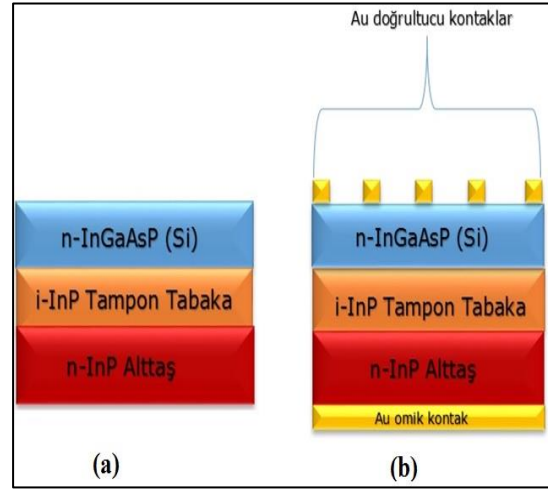 Au doğrultucu kontaklar
n-InGaAsP (Si)
i-InP Tampon Tabaka
n-InP Alttaş
(a)
n-InGaAsP (Si)
i-InP Tampon Tabaka
n-InP Alttaş
Au omik kontak
(b)